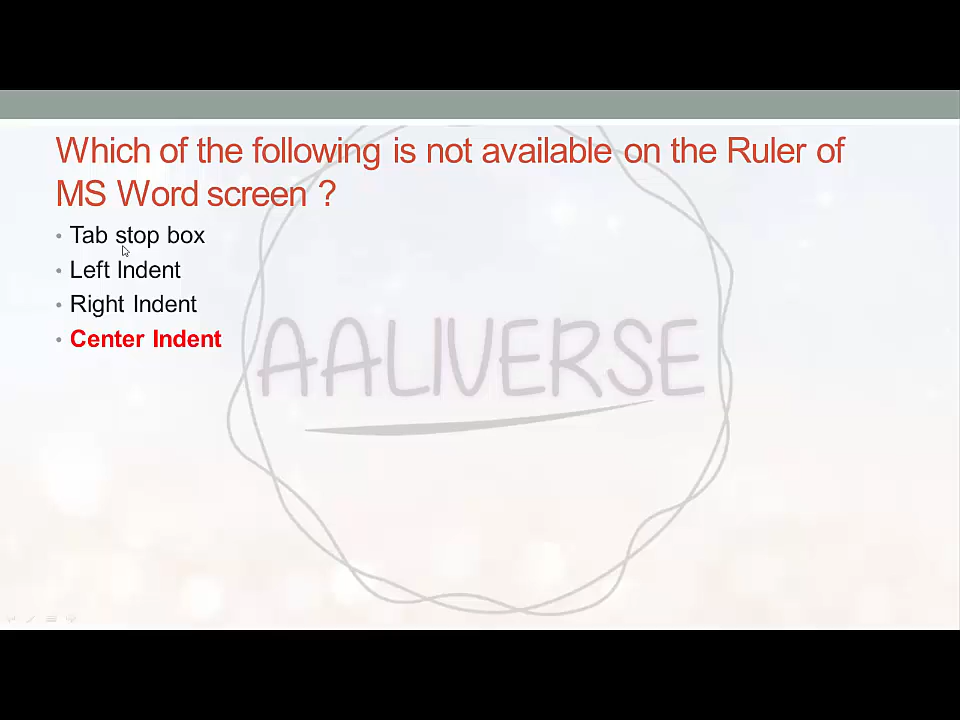 Which of the following is not available on the Ruler of
MS Word screen ?
• Tab stop box
• Left Indent
• Right Indent
• Center Indent
AALIVERSE